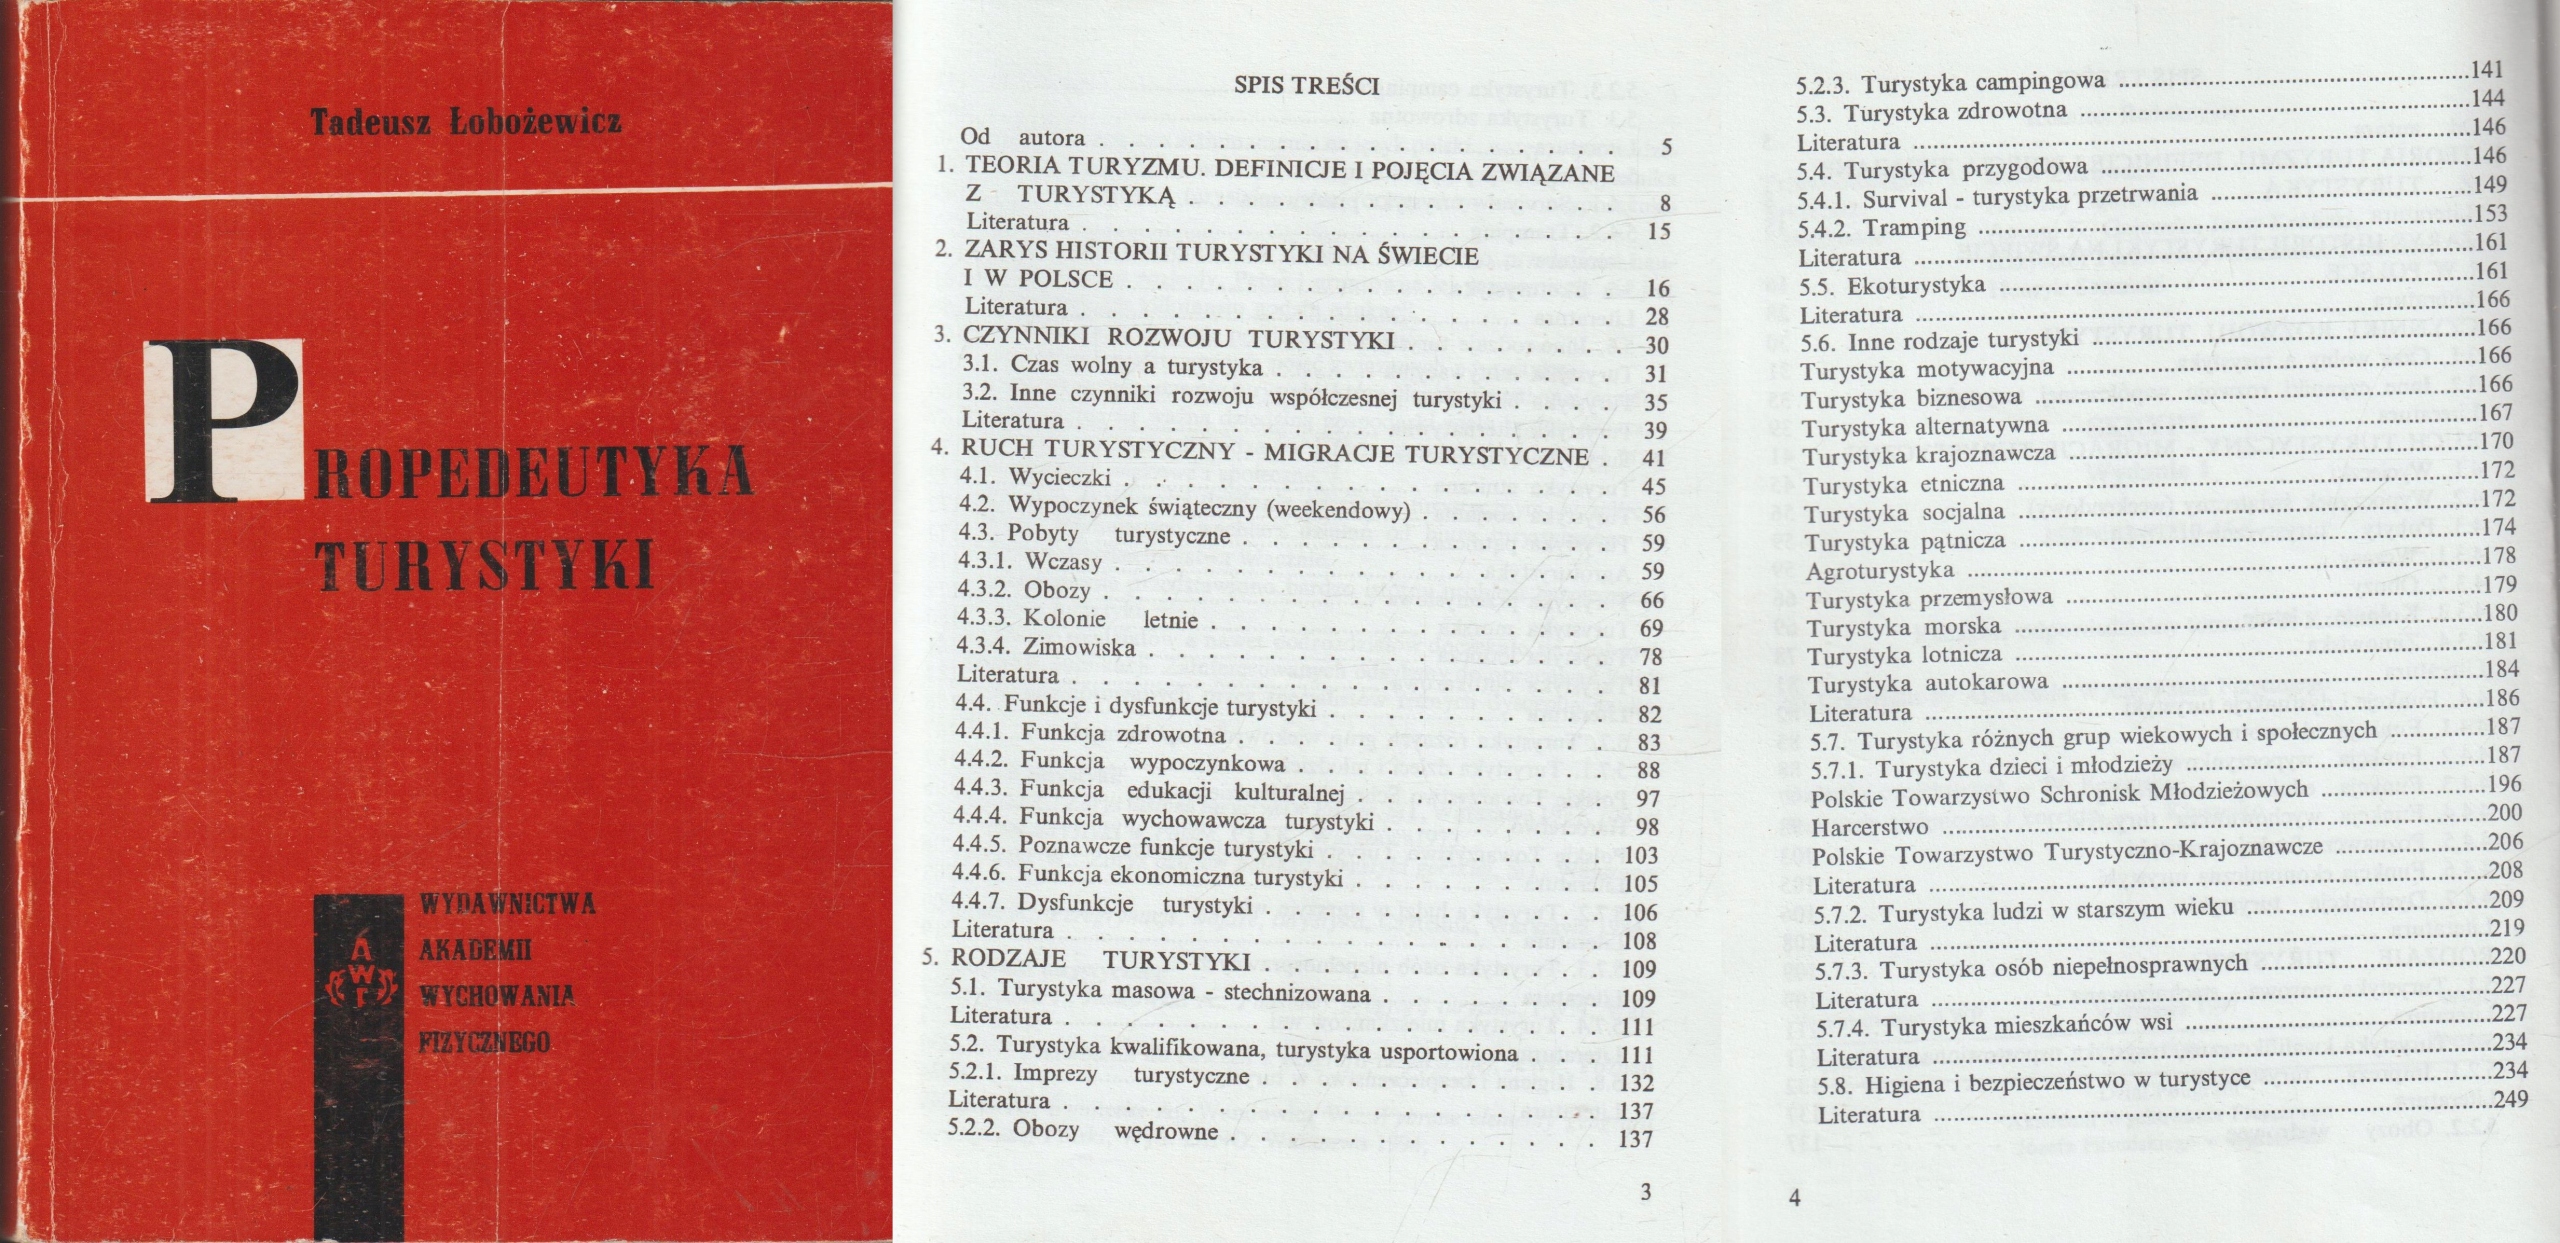 Tadeusz Łobożewicz
PROPEDEUTYKA
TURYSTYKI
WYDAWNICTWA
AKADEMII
WYCHOWANIA
FIZYCZNEGO
A
W
F
SPIS TREŚCI
Od autora . . . . . . . . . . . . . . . . . . 5
1. TEORIA TURYZMU. DEFINICJE I POJĘCIA ZWIĄZANE
Z TURYSTYKĄ . . . . . . . . . . . . . . . 8
Literatura . . . . . . . . . . . . . . . . . . 15
2. ZARYS HISTORII TURYSTYKI NA ŚWIECIE
I W POLSCE . . . . . . . . . . . . . . . . . 16
Literatura . . . . . . . . . . . . . . . . . . 28
3. CZYNNIKI ROZWOJU TURYSTYKI . . . . . . . . 30
3.1. Czas wolny a turystyka . . . . . . . . . . . . 31
3.2. Inne czynniki rozwoju współczesnej turystyki . . . . 35
Literatura . . . . . . . . . . . . . . . . . . 39
4. RUCH TURYSTYCZNY - MIGRACJE TURYSTYCZNE . 41
4.1. Wycieczki . . . . . . . . . . . . . . . . . 45
4.2. Wypoczynek świąteczny (weekendowy) . . . . . . . 56
4.3. Pobyty turystyczne . . . . . . . . . . . . . 59
4.3.1. Wczasy . . . . . . . . . . . . . . . . . 59
4.3.2. Obozy . . . . . . . . . . . . . . . . . 66
4.3.3. Kolonie letnie . . . . . . . . . . . . . . 69
4.3.4. Zimowiska . . . . . . . . . . . . . . . . 78
Literatura . . . . . . . . . . . . . . . . . . 81
4.4. Funkcje i dysfunkcje turystyki . . . . . . . . . . 82
4.4.1. Funkcja zdrowotna . . . . . . . . . . . . . 83
4.4.2. Funkcja wypoczynkowa . . . . . . . . . . . 88
4.4.3. Funkcja edukacji kulturalnej . . . . . . . . . 97
4.4.4. Funkcja wychowawcza turystyki . . . . . . . . 98
4.4.5. Poznawcze funkcje turystyki . . . . . . . . . . 103
4.4.6. Funkcja ekonomiczna turystyki . . . . . . . . . 105
4.4.7. Dysfunkcje turystyki . . . . . . . . . . . . 106
Literatura . . . . . . . . . . . . . . . . . . 108
5. RODZAJE TURYSTYKI . . . . . . . . . . . . 109
5.1. Turystyka masowa - stechnizowana . . . . . . . . 109
Literatura . . . . . . . . . . . . . . . . . . 111
5.2. Turystyka kwalifikowana, turystyka usportowiona . . . 111
5.2.1. Imprezy turystyczne . . . . . . . . . . . . 132
Literatura . . . . . . . . . . . . . . . . . . 137
5.2.2. Obozy wędrowne . . . . . . . . . . . . . 137
3
5.2.3. Turystyka campingowa ...............141
5.3. Turystyka zdrowotna ...............144
Literatura ...............146
5.4. Turystyka przygodowa ...............146
5.4.1. Survival - turystyka przetrwania ...............149
5.4.2. Tramping ...............153
Literatura ...............161
5.5. Ekoturystyka ...............161
Literatura ...............166
5.6. Inne rodzaje turystyki ...............166
Turystyka motywacyjna ...............166
Turystyka biznesowa ...............166
Turystyka alternatywna ...............167
Turystyka krajoznawcza ...............170
Turystyka etniczna ...............172
Turystyka socjalna ...............172
Turystyka pątnicza ...............174
Agroturystyka ...............178
Turystyka przemysłowa ...............179
Turystyka morska ...............180
Turystyka lotnicza ...............181
Turystyka autokarowa ...............184
Literatura ...............186
5.7. Turystyka różnych grup wiekowych i społecznych ...............187
5.7.1. Turystyka dzieci i młodzieży ...............187
Polskie Towarzystwo Schronisk Młodzieżowych ...............196
Harcerstwo ...............200
Polskie Towarzystwo Turystyczno-Krajoznawcze ...............206
Literatura ...............208
5.7.2. Turystyka ludzi w starszym wieku ...............209
Literatura ...............219
5.7.3. Turystyka osób niepełnosprawnych ...............220
Literatura ...............227
5.7.4. Turystyka mieszkańców wsi ...............227
Literatura ...............234
5.8. Higiena i bezpieczeństwo w turystyce ...............234
Literatura ...............249
4